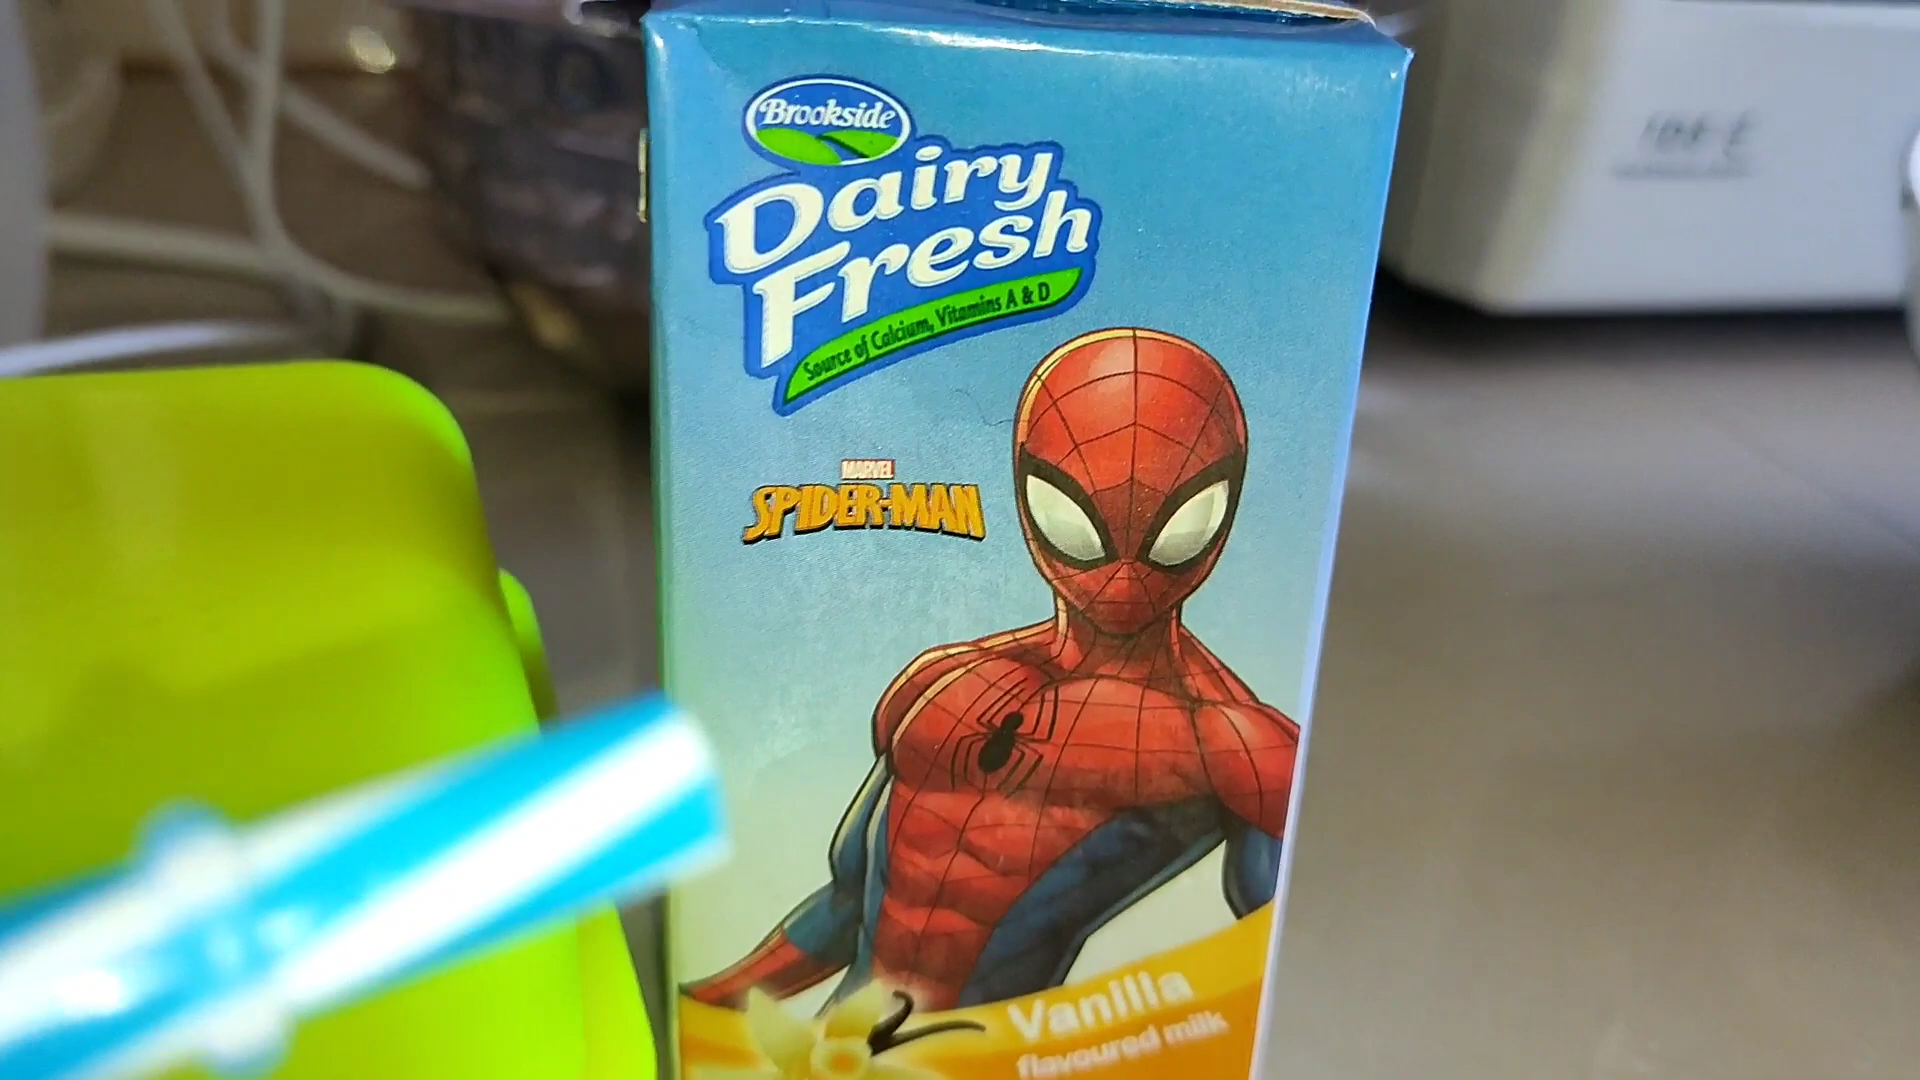 Brookside
Dairy
Fresh
Source of Calcium, Vitamins A & D
MARVEL
SPIDER-MAN
Vanilla
flavoured milk